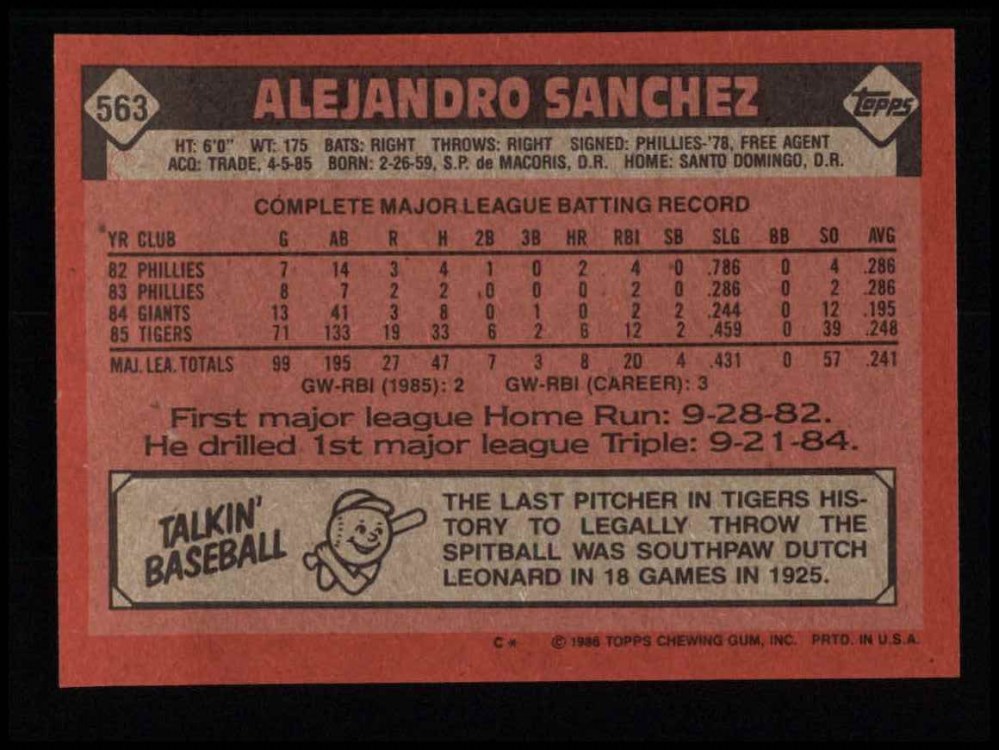 563 ALEJANDRO SANCHEZ Topps
HT: 6'0" WT: 175 BATS: RIGHT THROWS: RIGHT SIGNED: PHILLIES-'78, FREE AGENT
ACQ: TRADE, 4-5-85 BORN: 2-26-59, S.P. de MACORIS, D.R. HOME: SANTO DOMINGO, D.R.
COMPLETE MAJOR LEAGUE BATTING RECORD
YR CLUB G AB R H 2B 3B HR RBI SB SLG BB SO AVG
82 PHILLIES 7 14 3 4 1 0 2 4 0 .786 0 4 .286
83 PHILLIES 8 7 2 2 0 0 0 2 0 .286 0 2 .286
84 GIANTS 13 41 3 8 0 1 0 2 2 .244 0 12 .195
85 TIGERS 71 133 19 33 6 2 6 12 2 .459 0 39 .248
MAJ. LEA. TOTALS 99 195 27 47 7 3 8 20 4 .431 0 57 .241
GW-RBI (1985): 2 GW-RBI (CAREER): 3
First major league Home Run: 9-28-82.
He drilled 1st major league Triple: 9-21-84.
TALKIN'
BASEBALL
THE LAST PITCHER IN TIGERS HIS-
TORY TO LEGALLY THROW THE
SPITBALL WAS SOUTHPAW DUTCH
LEONARD IN 18 GAMES IN 1925.
C* © 1986 TOPPS CHEWING GUM, INC. PRTD. IN U.S.A.